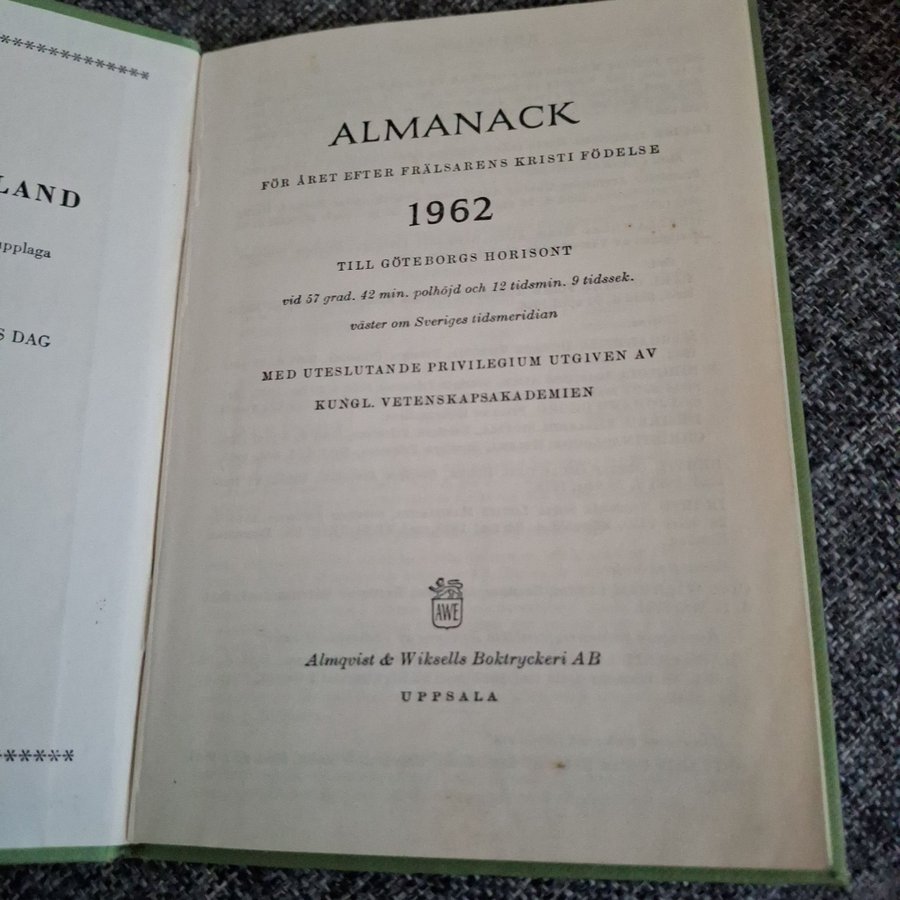 LAND
upplaga
S DAG
ALMANACK
FÖR ÅRET EFTER FRÄLSARENS KRISTI FÖDELSE
1962
TILL GÖTEBORGS HORISONT
vid 57 grad. 42 min. polhöjd och 12 tidsmin. 9 tidssek.
väster om Sveriges tidsmeridian
MED UTESLUTANDE PRIVILEGIUM UTGIVEN AV
KUNGL. VETENSKAPSAKADEMIEN
AWE
Almqvist & Wiksells Boktryckeri AB
UPPSALA